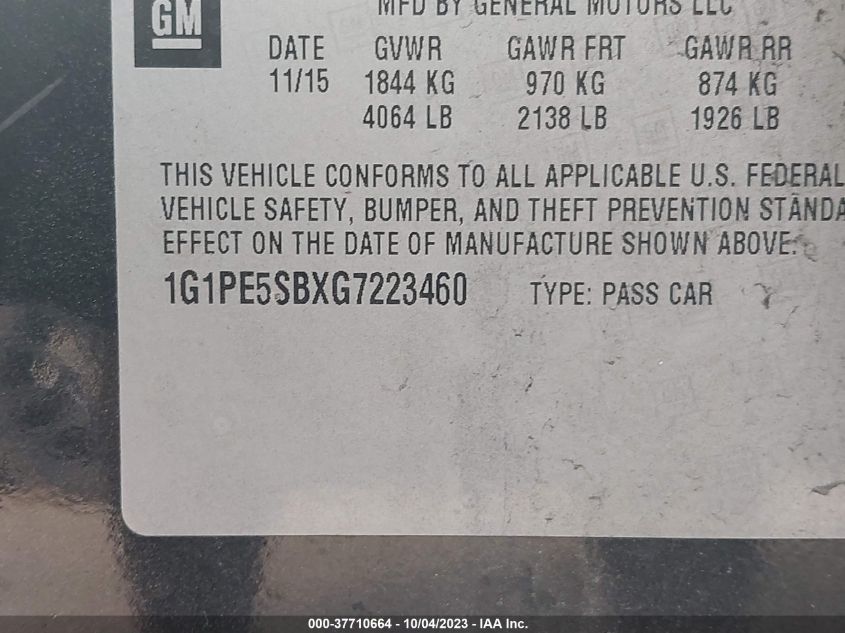 GM
MFD BY GENERAL MOTORS LLC
DATE GVWR GAWR FRT GAWR RR
11/15 1844 KG 970 KG 874 KG
4064 LB 2138 LB 1926 LB
THIS VEHICLE CONFORMS TO ALL APPLICABLE U.S. FEDERAL
VEHICLE SAFETY, BUMPER, AND THEFT PREVENTION STANDA
EFFECT ON THE DATE OF MANUFACTURE SHOWN ABOVE.
1G1PE5SBXG7223460 TYPE: PASS CAR
000-37710664 - 10/04/2023 - IAA Inc.